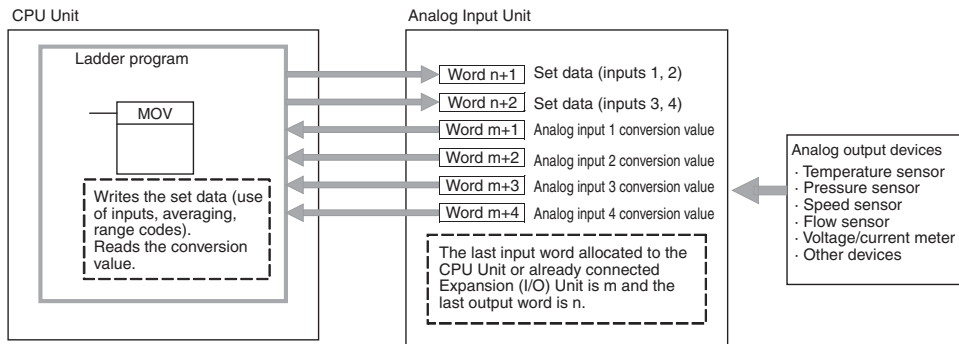 CPU Unit
Analog Input Unit
Ladder program
MOV
Writes the set data (use
of inputs, averaging,
range codes).
Reads the conversion
value.
Word n+1 Set data (inputs 1, 2)
Word n+2 Set data (inputs 3, 4)
Word m+1 Analog input 1 conversion value
Word m+2 Analog input 2 conversion value
Word m+3 Analog input 3 conversion value
Word m+4 Analog input 4 conversion value
The last input word allocated to the
CPU Unit or already connected
Expansion (I/O) Unit is m and the
last output word is n.
Analog output devices
· Temperature sensor
· Pressure sensor
· Speed sensor
· Flow sensor
· Voltage/current meter
· Other devices